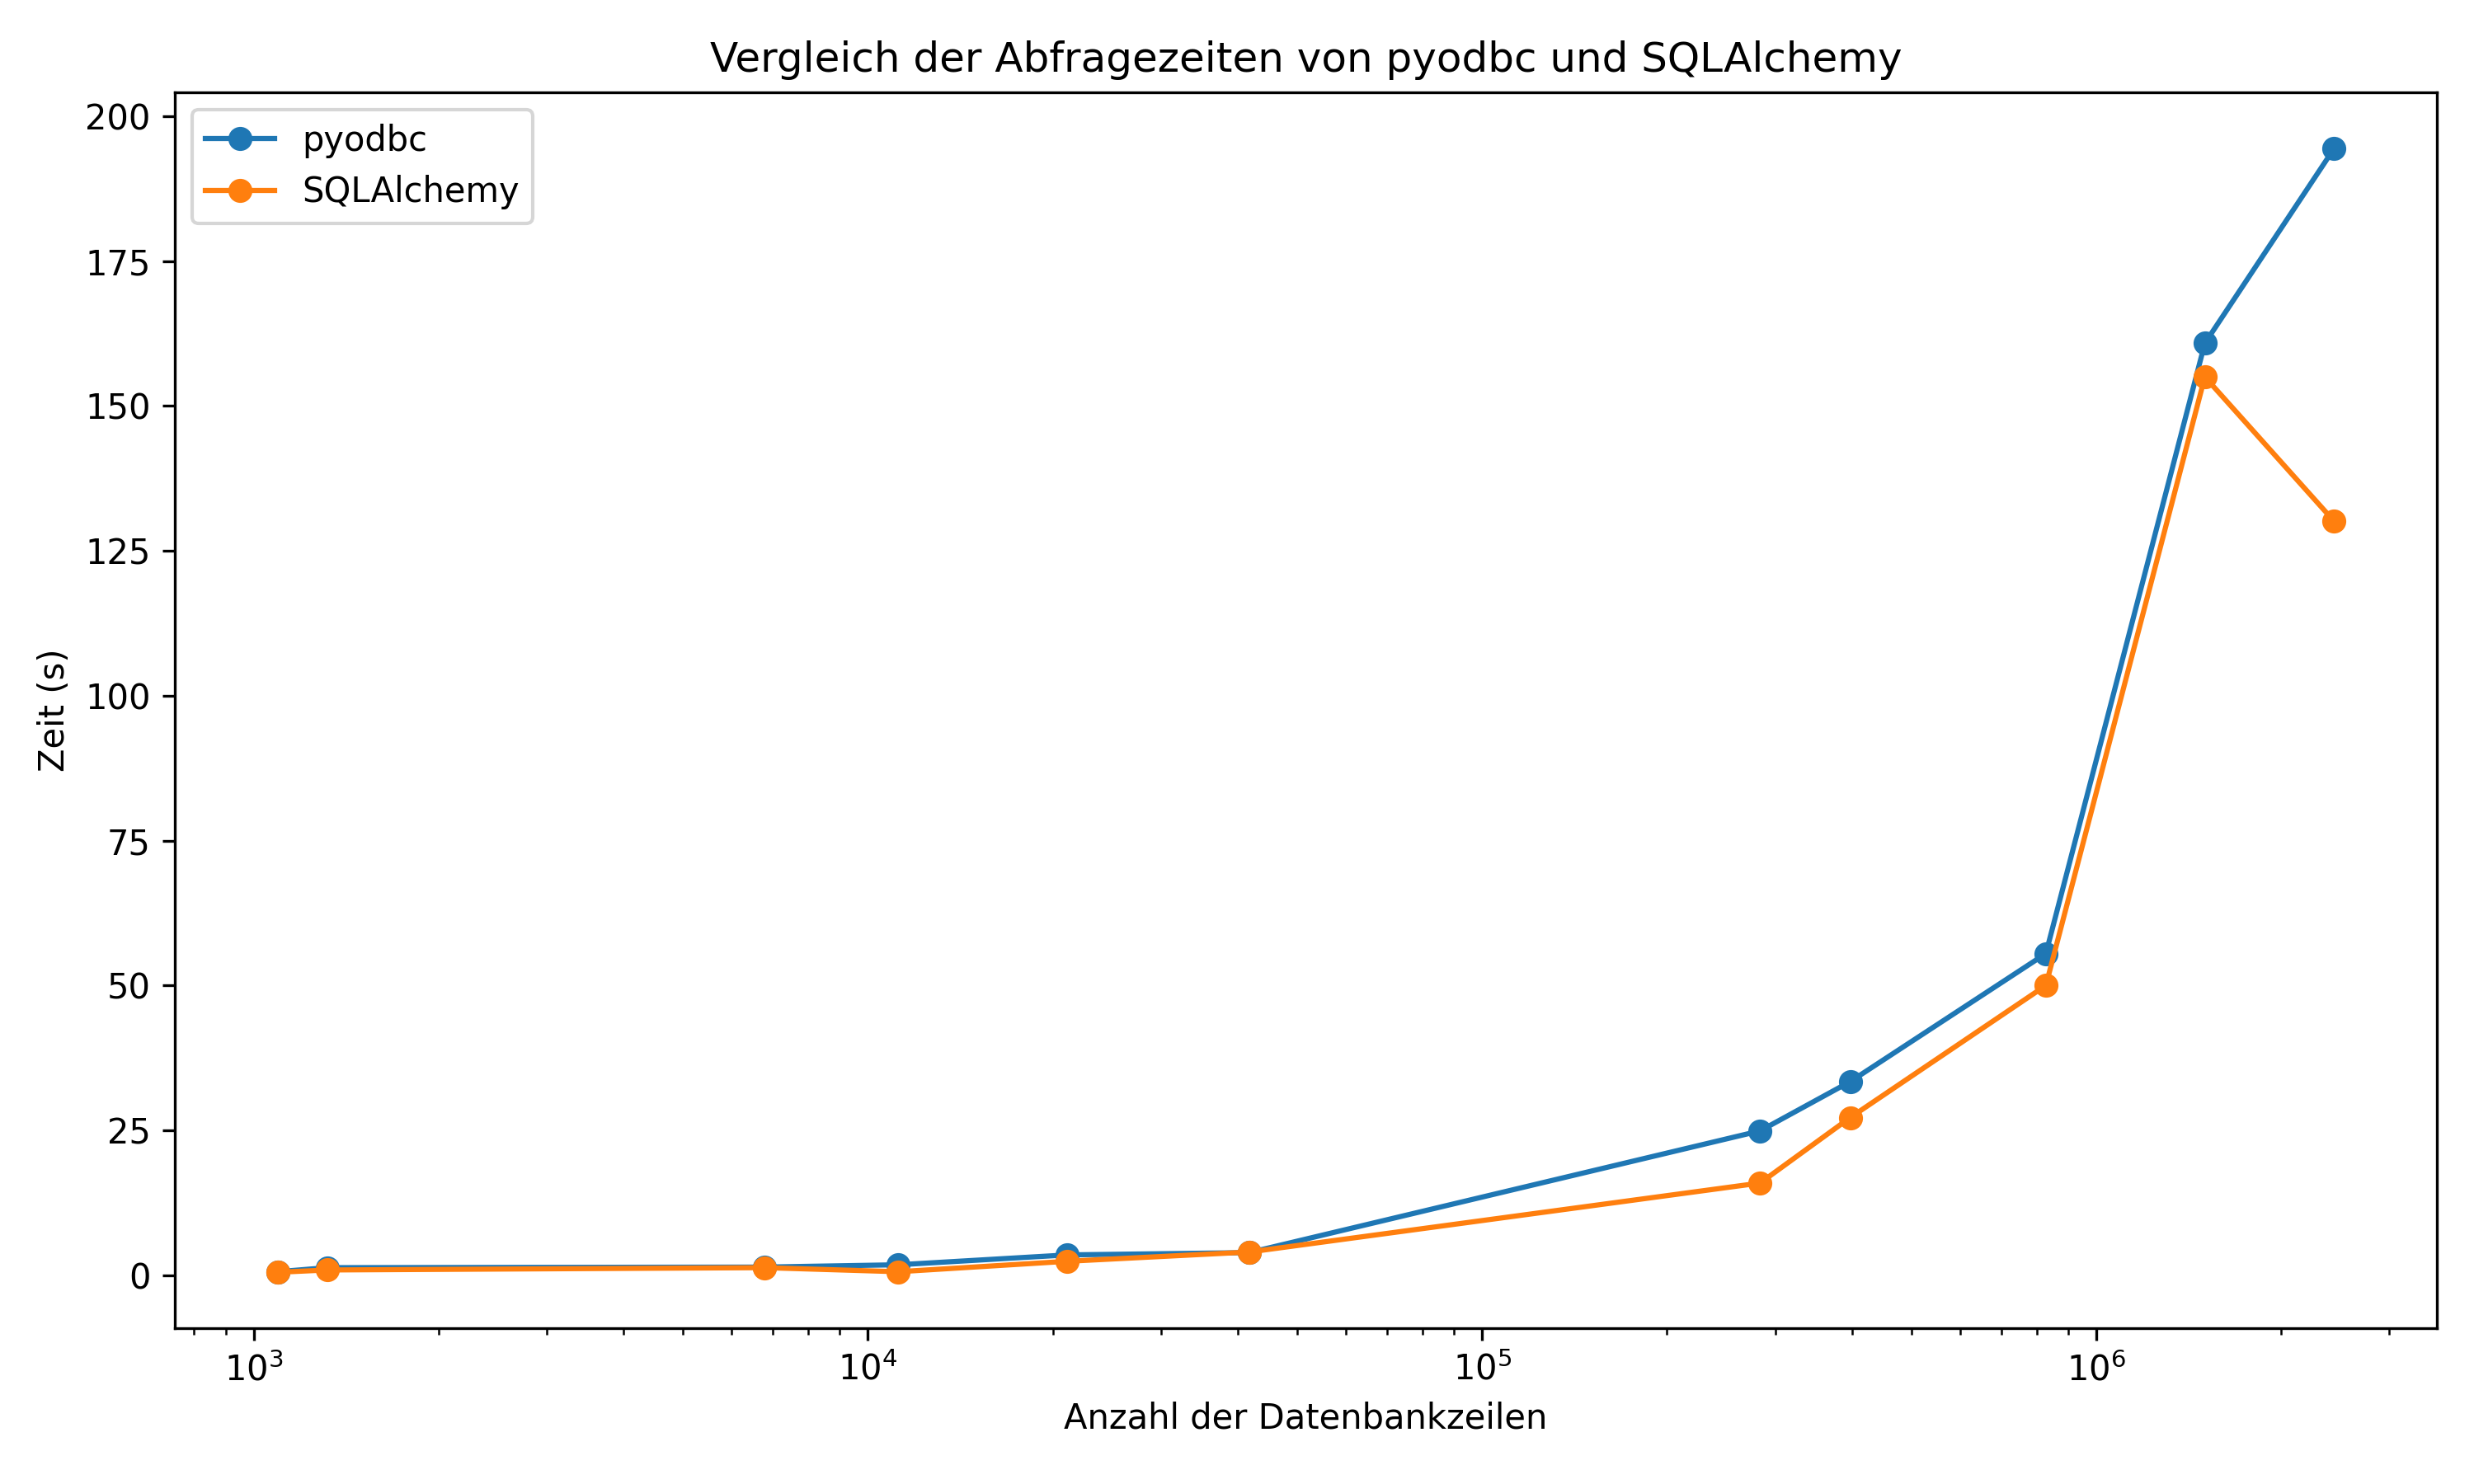 Vergleich der Abfragezeiten von pyodbc und SQLAlchemy
pyodbc
SQLAlchemy
200
175
150
125
100
75
50
25
0
Zeit (s)
10³
10⁴
10⁵
10⁶
Anzahl der Datenbankzeilen